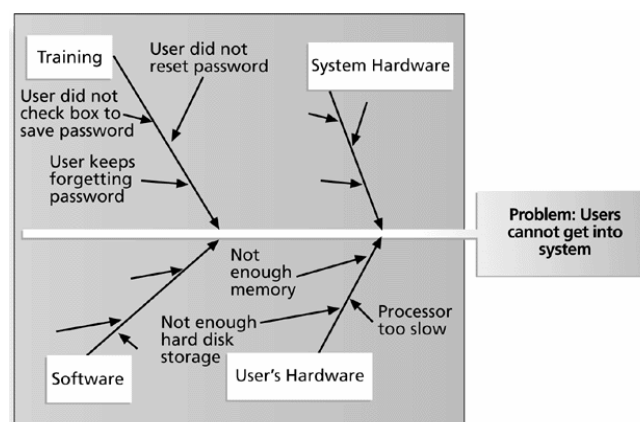 Training
User did not
reset password
System Hardware
User did not
check box to
save password
User keeps
forgetting
password
Problem: Users
cannot get into
system
Not
enough
memory
Not enough
hard disk
storage
Processor
too slow
Software
User's Hardware